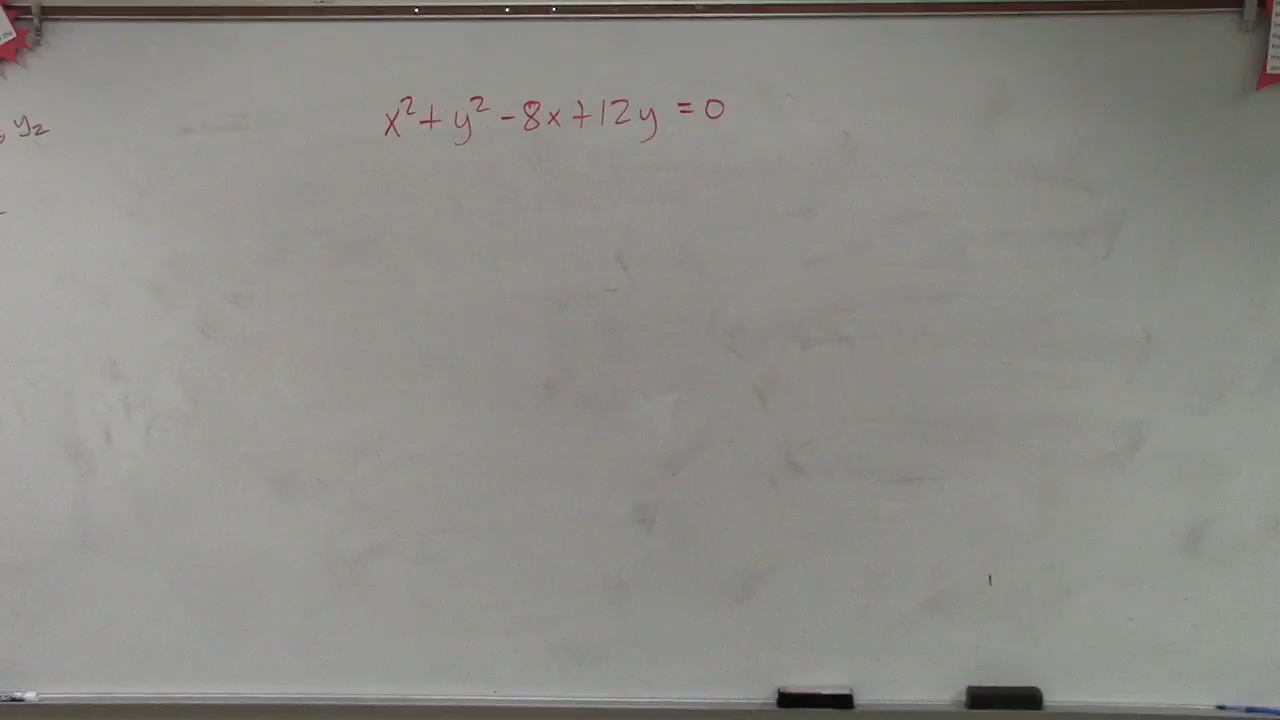 x² + y² - 8x + 12y = 0
y₂